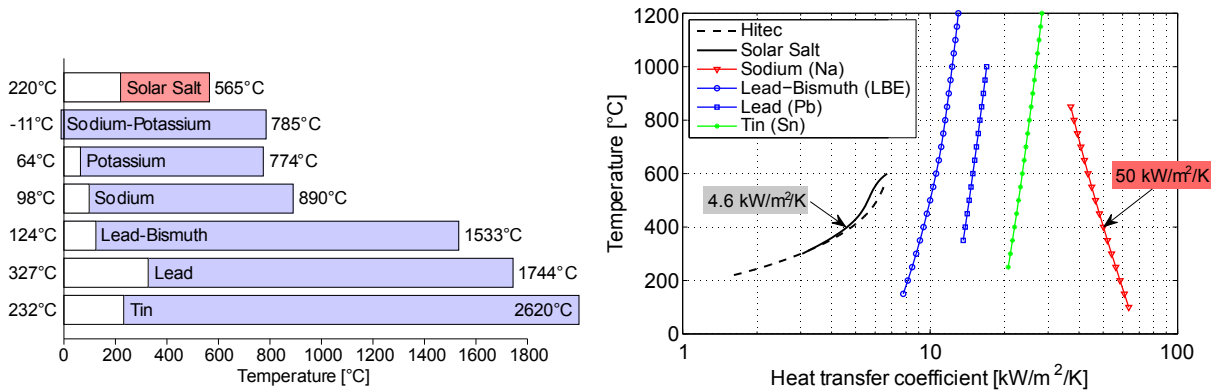 220°C Solar Salt 565°C
-11°C Sodium-Potassium 785°C
64°C Potassium 774°C
98°C Sodium 890°C
124°C Lead-Bismuth 1533°C
327°C Lead 1744°C
232°C Tin 2620°C
0 200 400 600 800 1000 1200 1400 1600 1800
Temperature [°C]
Hitec
Solar Salt
Sodium (Na)
Lead−Bismuth (LBE)
Lead (Pb)
Tin (Sn)
4.6 kW/m²/K
50 kW/m²/K
1200
1000
800
600
400
200
0
Temperature [°C]
1 10 100
Heat transfer coefficient [kW/m²/K]